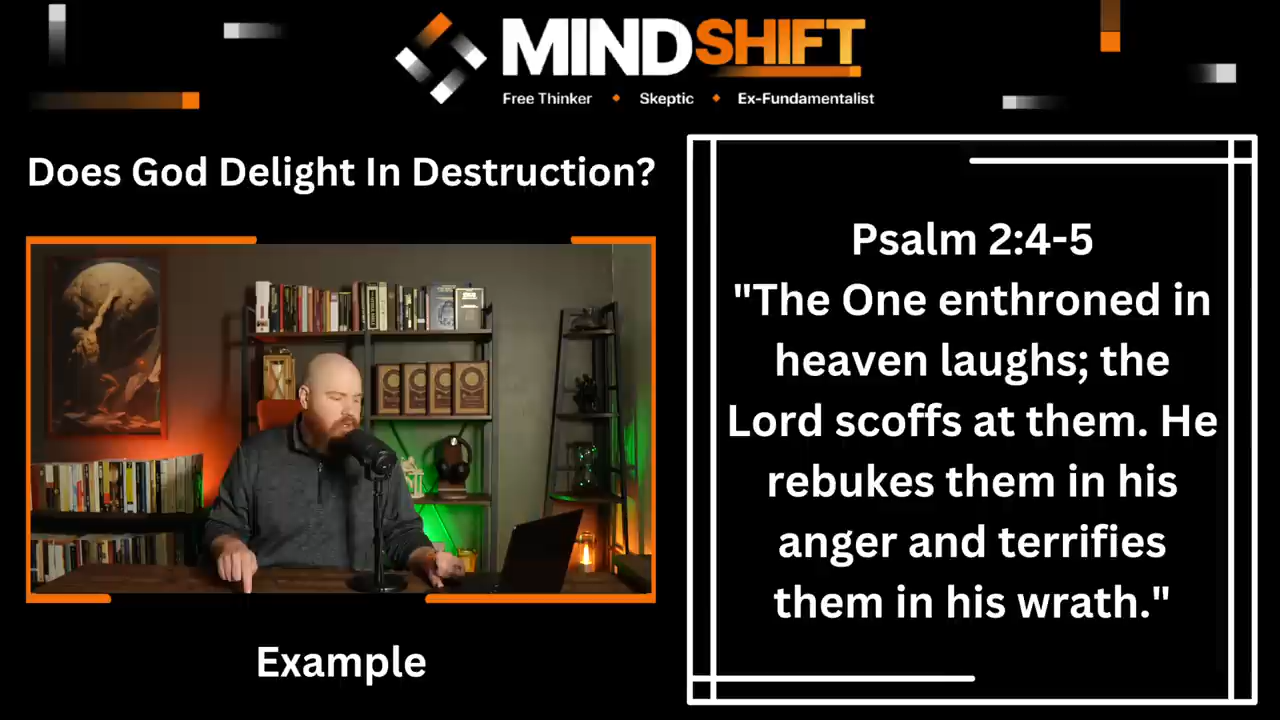 MINDSHIFT
Free Thinker • Skeptic • Ex-Fundamentalist
Does God Delight In Destruction?
Example
Psalm 2:4-5
"The One enthroned in
heaven laughs; the
Lord scoffs at them. He
rebukes them in his
anger and terrifies
them in his wrath."